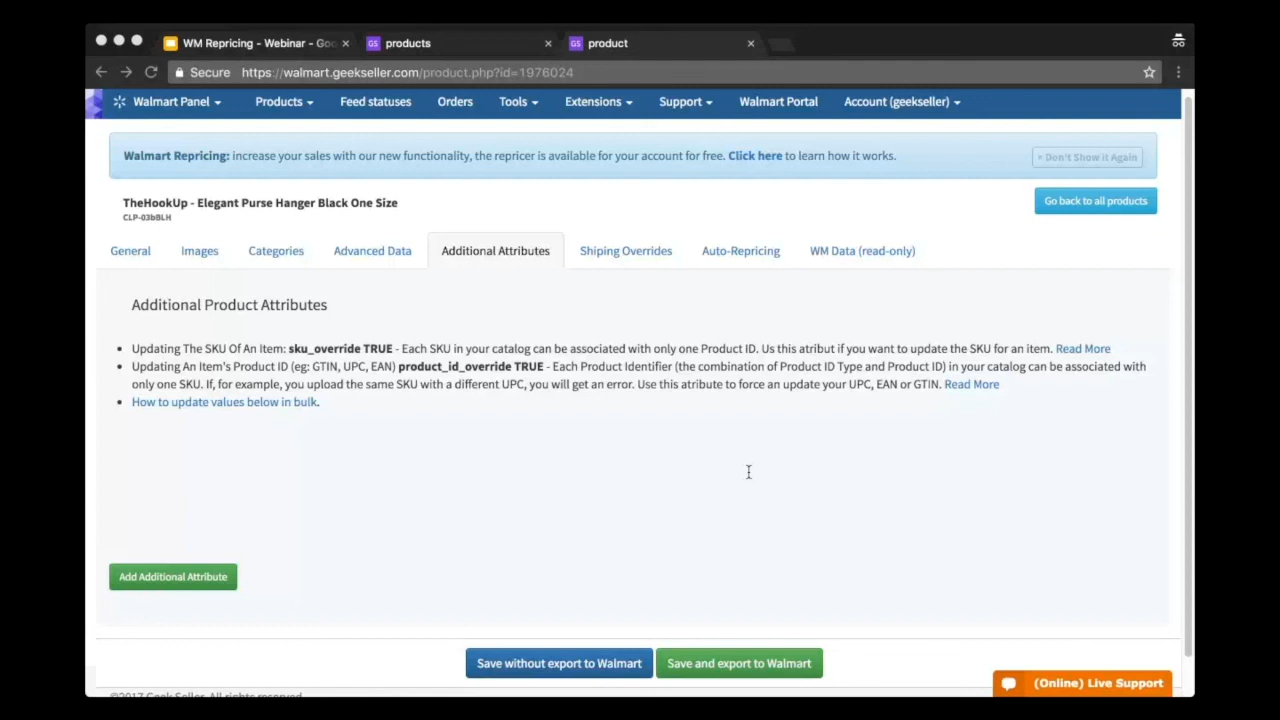 WM Repricing - Webinar - Goo
GS products
GS product
Secure https://walmart.geekseller.com/product.php?id=1976024
Walmart Panel Products Feed statuses Orders Tools Extensions Support Walmart Portal Account (geekseller)
Walmart Repricing: increase your sales with our new functionality, the repricer is available for your account for free. Click here to learn how it works.
× Don't Show it Again
TheHookUp - Elegant Purse Hanger Black One Size
CLP-03bBLH
Go back to all products
General Images Categories Advanced Data Additional Attributes Shiping Overrides Auto-Repricing WM Data (read-only)
Additional Product Attributes
• Updating The SKU Of An Item: sku_override TRUE - Each SKU in your catalog can be associated with only one Product ID. Us this atribut if you want to update the SKU for an item. Read More
• Updating An Item's Product ID (eg: GTIN, UPC, EAN) product_id_override TRUE - Each Product Identifier (the combination of Product ID Type and Product ID) in your catalog can be associated with
only one SKU. If, for example, you upload the same SKU with a different UPC, you will get an error. Use this atribute to force an update your UPC, EAN or GTIN. Read More
• How to update values below in bulk.
Add Additional Attribute
Save without export to Walmart Save and export to Walmart
©2017 Geek Seller. All rights reserved
(Online) Live Support